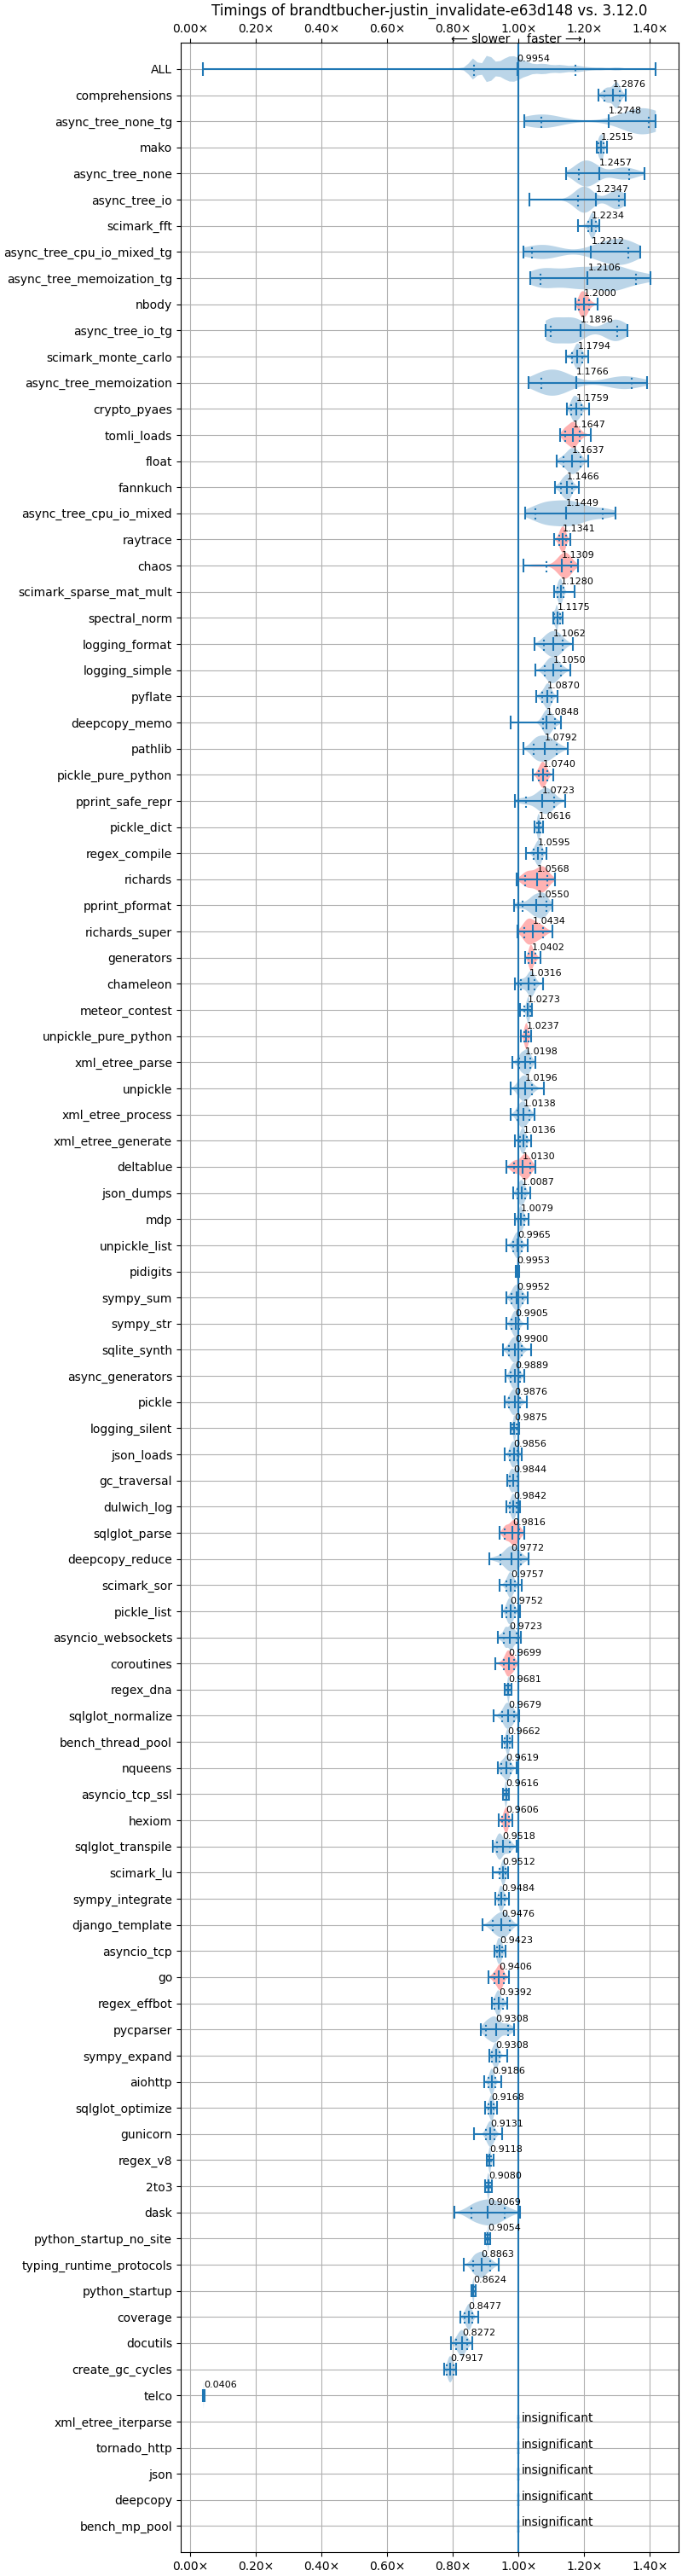 Timings of brandtbucher-justin_invalidate-e63d148 vs. 3.12.0
0.00× 0.20× 0.40× 0.60× 0.80× 1.00× 1.20× 1.40×
⟵ slower faster ⟶
ALL 0.9954
comprehensions 1.2876
async_tree_none_tg 1.2748
mako 1.2515
async_tree_none 1.2457
async_tree_io 1.2347
scimark_fft 1.2234
async_tree_cpu_io_mixed_tg 1.2212
async_tree_memoization_tg 1.2106
nbody 1.2000
async_tree_io_tg 1.1896
scimark_monte_carlo 1.1794
async_tree_memoization 1.1766
crypto_pyaes 1.1759
tomli_loads 1.1647
float 1.1637
fannkuch 1.1466
async_tree_cpu_io_mixed 1.1449
raytrace 1.1341
chaos 1.1309
scimark_sparse_mat_mult 1.1280
spectral_norm 1.1175
logging_format 1.1062
logging_simple 1.1050
pyflate 1.0870
deepcopy_memo 1.0848
pathlib 1.0792
pickle_pure_python 1.0740
pprint_safe_repr 1.0723
pickle_dict 1.0616
regex_compile 1.0595
richards 1.0568
pprint_pformat 1.0550
richards_super 1.0434
generators 1.0402
chameleon 1.0316
meteor_contest 1.0273
unpickle_pure_python 1.0237
xml_etree_parse 1.0198
unpickle 1.0196
xml_etree_process 1.0138
xml_etree_generate 1.0136
deltablue 1.0130
json_dumps 1.0087
mdp 1.0079
unpickle_list 0.9965
pidigits 0.9953
sympy_sum 0.9952
sympy_str 0.9905
sqlite_synth 0.9900
async_generators 0.9889
pickle 0.9876
logging_silent 0.9875
json_loads 0.9856
gc_traversal 0.9844
dulwich_log 0.9842
sqlglot_parse 0.9816
deepcopy_reduce 0.9772
scimark_sor 0.9757
pickle_list 0.9752
asyncio_websockets 0.9723
coroutines 0.9699
regex_dna 0.9681
sqlglot_normalize 0.9679
bench_thread_pool 0.9662
nqueens 0.9619
asyncio_tcp_ssl 0.9616
hexiom 0.9606
sqlglot_transpile 0.9518
scimark_lu 0.9512
sympy_integrate 0.9484
django_template 0.9476
asyncio_tcp 0.9423
go 0.9406
regex_effbot 0.9392
pycparser 0.9308
sympy_expand 0.9308
aiohttp 0.9186
sqlglot_optimize 0.9168
gunicorn 0.9131
regex_v8 0.9118
2to3 0.9080
dask 0.9069
python_startup_no_site 0.9054
typing_runtime_protocols 0.8863
python_startup 0.8624
coverage 0.8477
docutils 0.8272
create_gc_cycles 0.7917
telco 0.0406
xml_etree_iterparse insignificant
tornado_http insignificant
json insignificant
deepcopy insignificant
bench_mp_pool insignificant
0.00× 0.20× 0.40× 0.60× 0.80× 1.00× 1.20× 1.40×